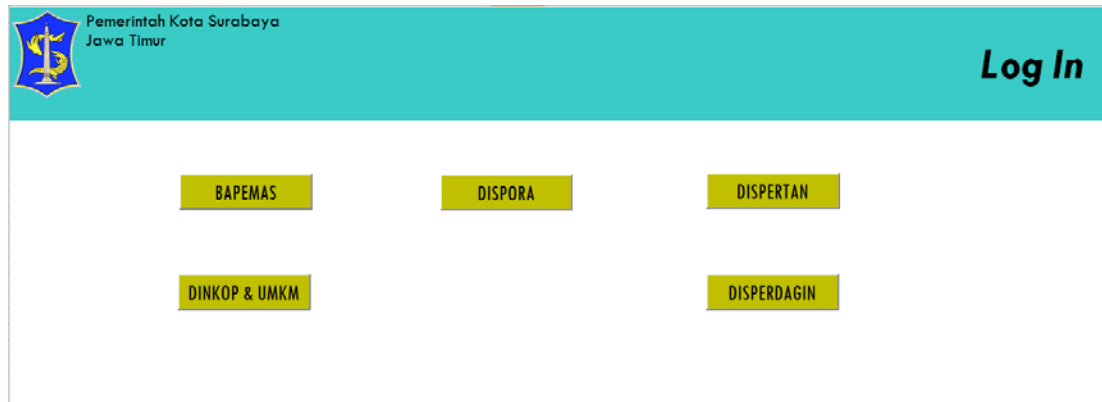 Pemerintah Kota Surabaya
Jawa Timur
Log In
BAPEMAS
DISPORA
DISPERTAN
DINKOP & UMKM
DISPERDAGIN